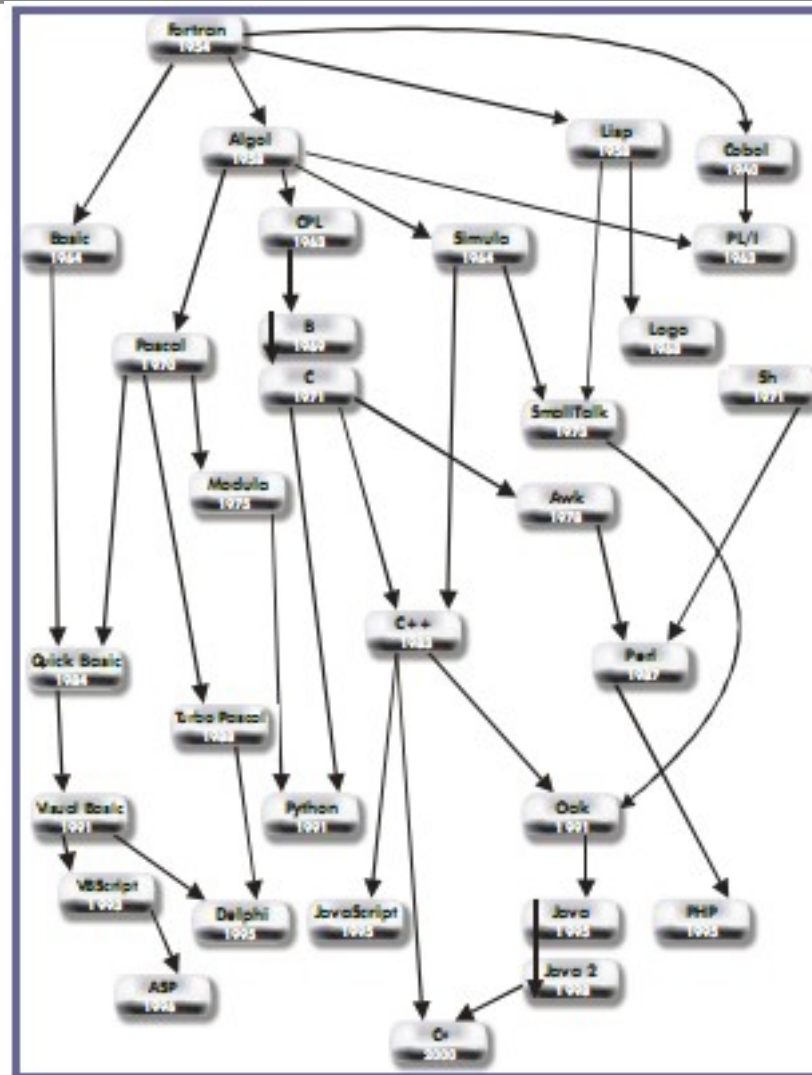 Fortran
1954
Algol
1958
Lisp
1958
Cobol
1960
Basic
1964
CPL
1963
Simula
1964
PL/I
1963
B
1969
Pascal
1970
Logo
1968
C
1971
Sh
1971
SmallTalk
Modula
1975
Awk
1978
C++
1983
Quick Basic
1984
Perl
1987
Turbo Pascal
Visual Basic
1991
Python
1991
Oak
1991
VBScript
Delphi
1995
JavaScript
1995
Java
1995
PHP
1995
ASP
1996
Java 2
1998
2000